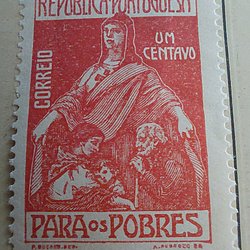 REPUBLICA PORTUGUESA
CORREIO
UM
CENTAVO
PARA OS POBRES